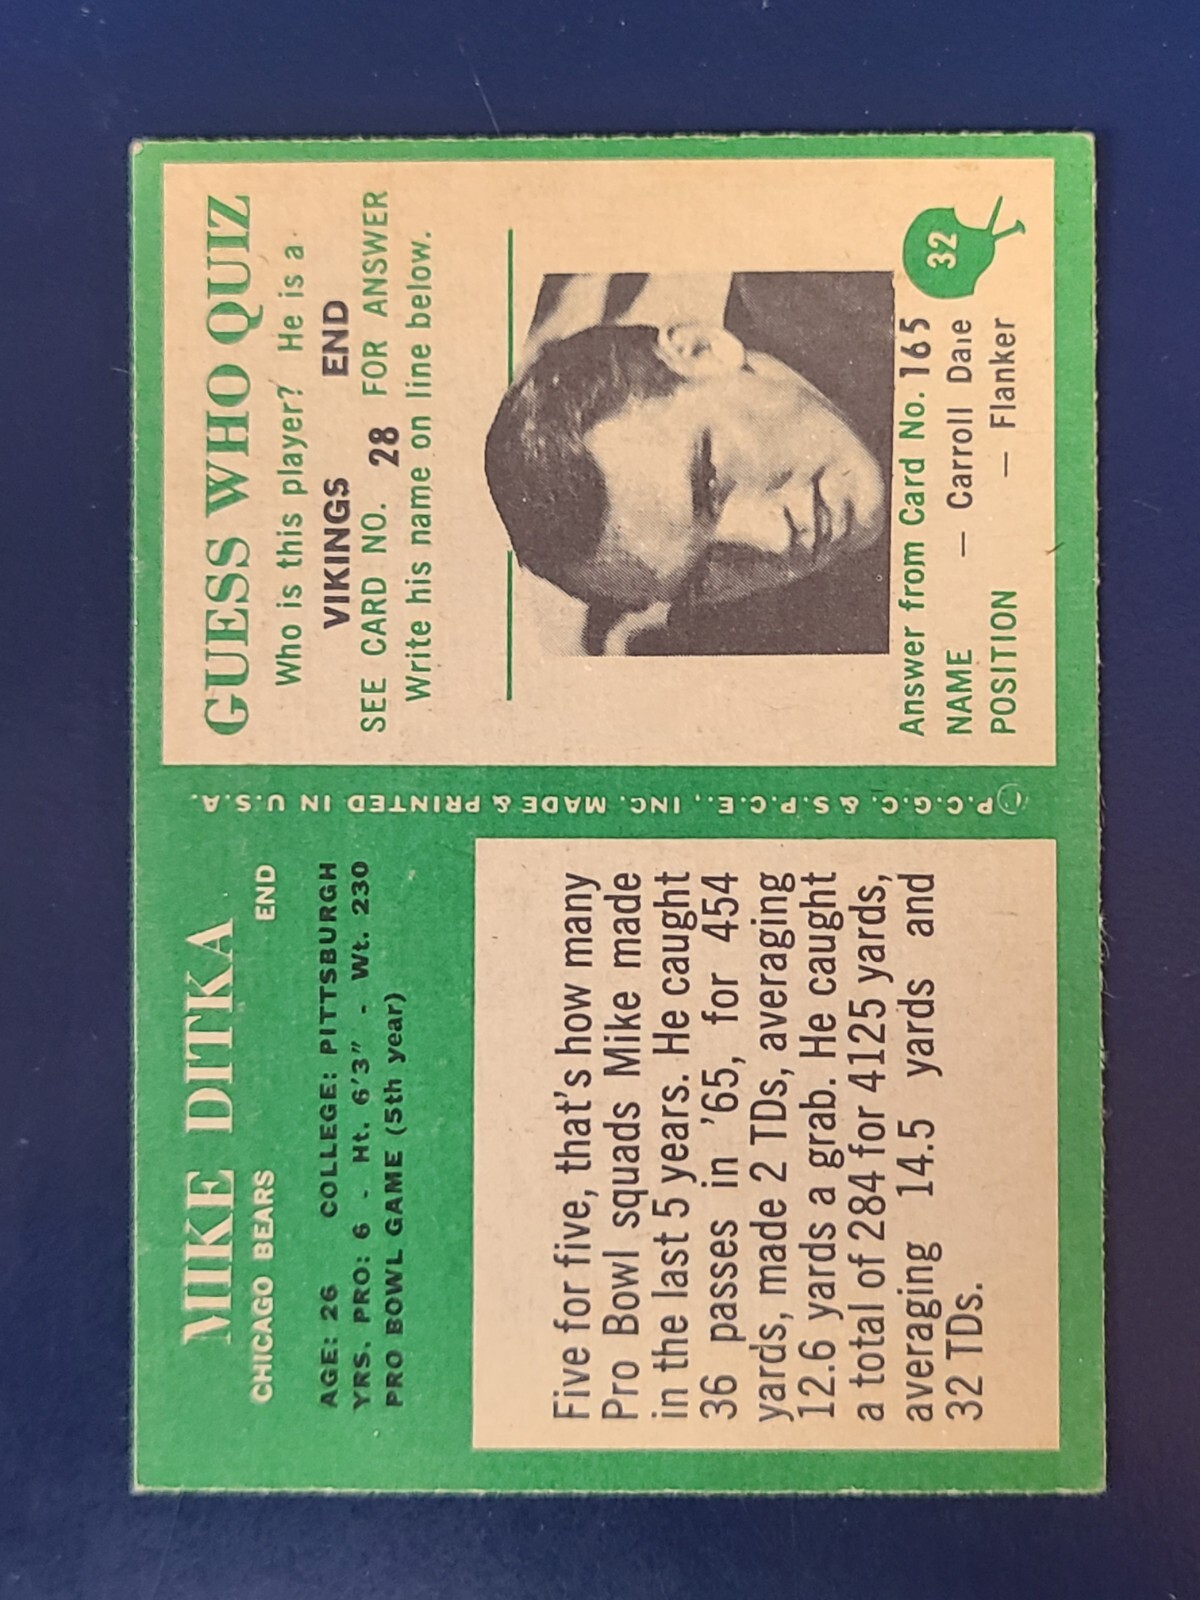 MIKE DITKA
CHICAGO BEARS END
AGE: 26 COLLEGE: PITTSBURGH
YRS. PRO: 6 - Ht. 6'3" - Wt. 230
PRO BOWL GAME (5th year)
Five for five, that's how many
Pro Bowl squads Mike made
in the last 5 years. He caught
36 passes in '65, for 454
yards, made 2 TDs, averaging
12.6 yards a grab. He caught
a total of 284 for 4125 yards,
averaging 14.5 yards and
32 TDs.
© P.C.G.C. & S.P.C.E., INC. MADE & PRINTED IN U.S.A.
GUESS WHO QUIZ
Who is this player? He is a
VIKINGS END
SEE CARD NO. 28 FOR ANSWER
Write his name on line below.
Answer from Card No. 165
NAME — Carroll Dale
POSITION — Flanker
32